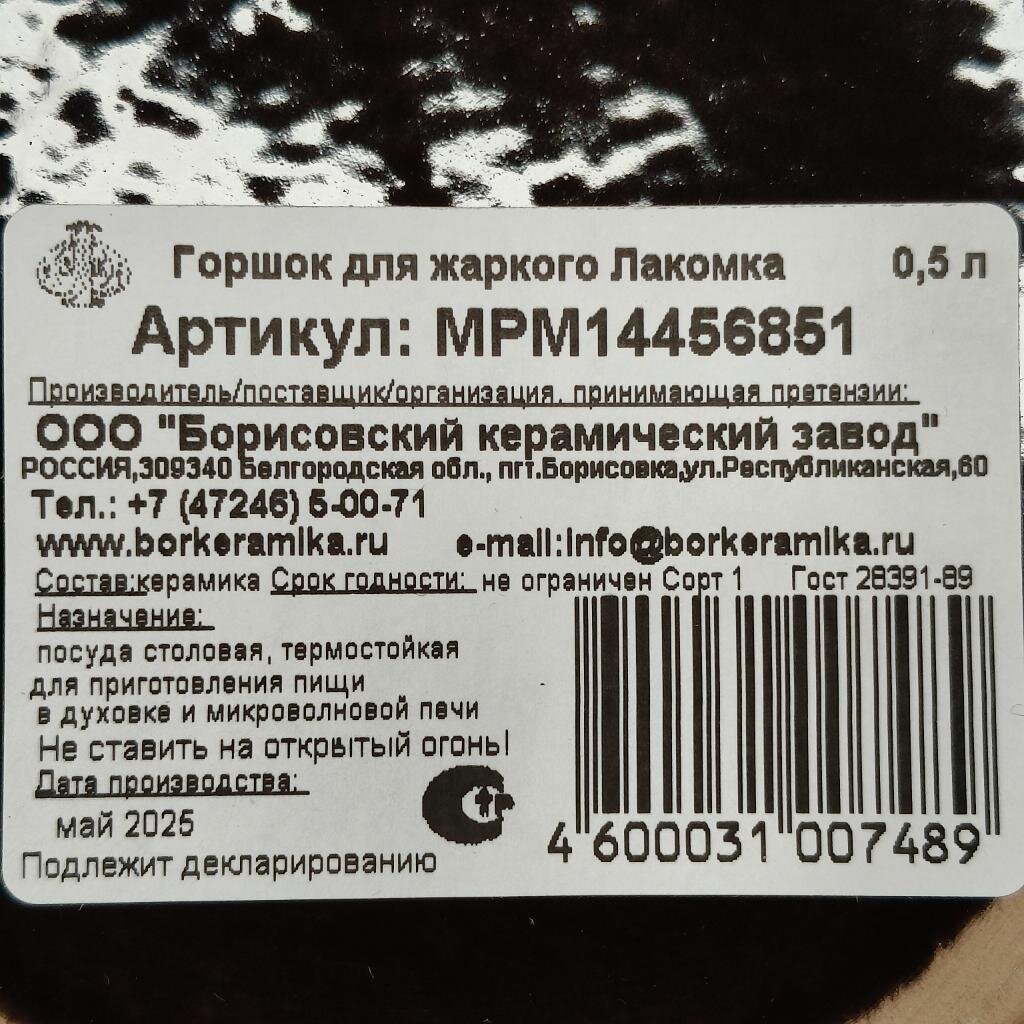 Горшок для жаркого Лакомка 0,5 л
Артикул: МРМ14456851
Производитель/поставщик/организация, принимающая претензии:
ООО "Борисовский керамический завод"
РОССИЯ,309340 Белгородская обл., пгт.Борисовка,ул.Республиканская,60
Тел.: +7 (47246) 5-00-71
www.borkeramika.ru e-mail:info@borkeramika.ru
Состав:керамика Срок годности: не ограничен Сорт 1 Гост 28391-89
Назначение:
посуда столовая, термостойкая
для приготовления пищи
в духовке и микроволновой печи
Не ставить на открытый огонь!
Дата производства:
май 2025
Подлежит декларированию
4 600031 007489